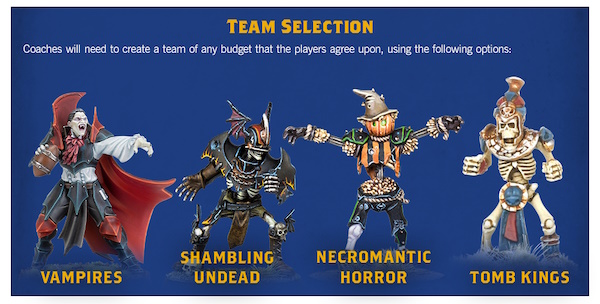 Team Selection
Coaches will need to create a team of any budget that the players agree upon, using the following options:
VAMPIRES
SHAMBLING
UNDEAD
NECROMANTIC
HORROR
TOMB KINGS